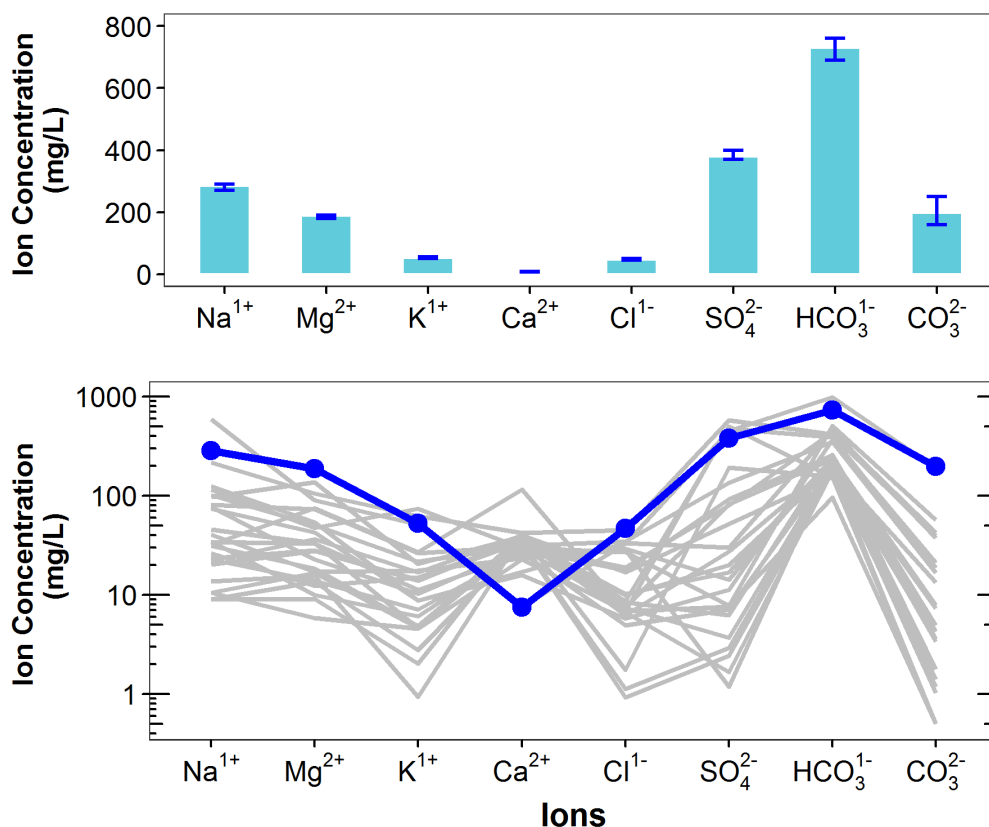 Ion Concentration
(mg/L)
800
600
400
200
0
Na¹⁺ Mg²⁺ K¹⁺ Ca²⁺ Cl¹⁻ SO₄²⁻ HCO₃¹⁻ CO₃²⁻
Ion Concentration
(mg/L)
1000
100
10
1
Na¹⁺ Mg²⁺ K¹⁺ Ca²⁺ Cl¹⁻ SO₄²⁻ HCO₃¹⁻ CO₃²⁻
Ions